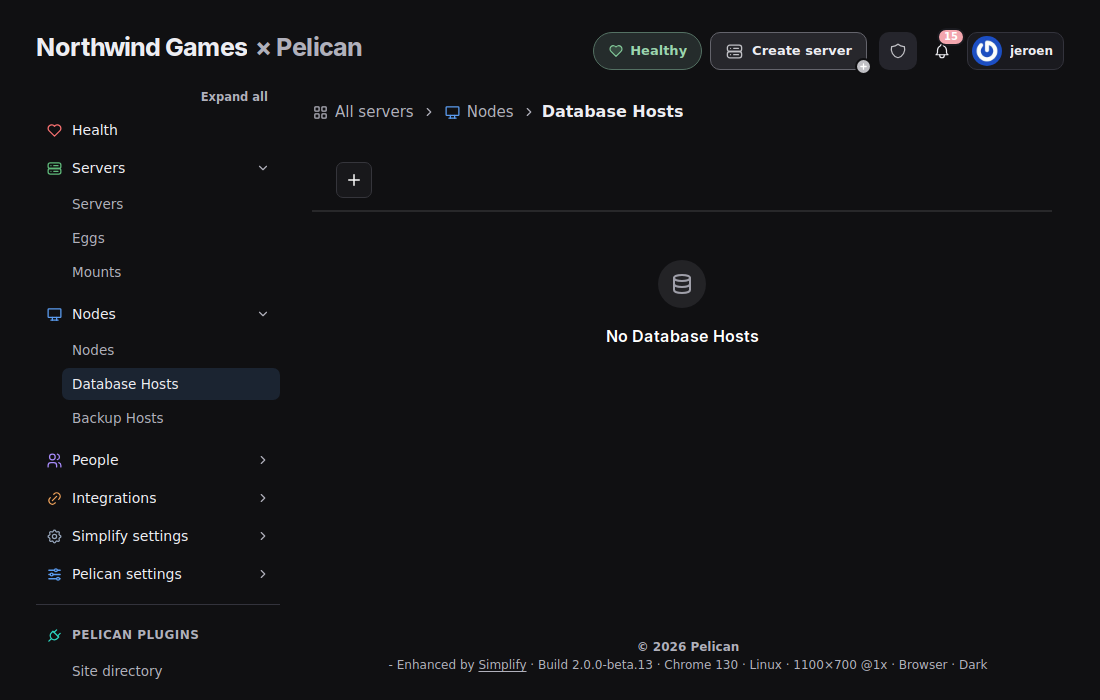 Northwind Games × Pelican
Healthy
Create server
15
jeroen
Expand all
Health
Servers
Servers
Eggs
Mounts
Nodes
Nodes
Database Hosts
Backup Hosts
People
Integrations
Simplify settings
Pelican settings
PELICAN PLUGINS
Site directory
All servers > Nodes > Database Hosts
No Database Hosts
© 2026 Pelican
- Enhanced by Simplify · Build 2.0.0-beta.13 · Chrome 130 · Linux · 1100×700 @1x · Browser · Dark